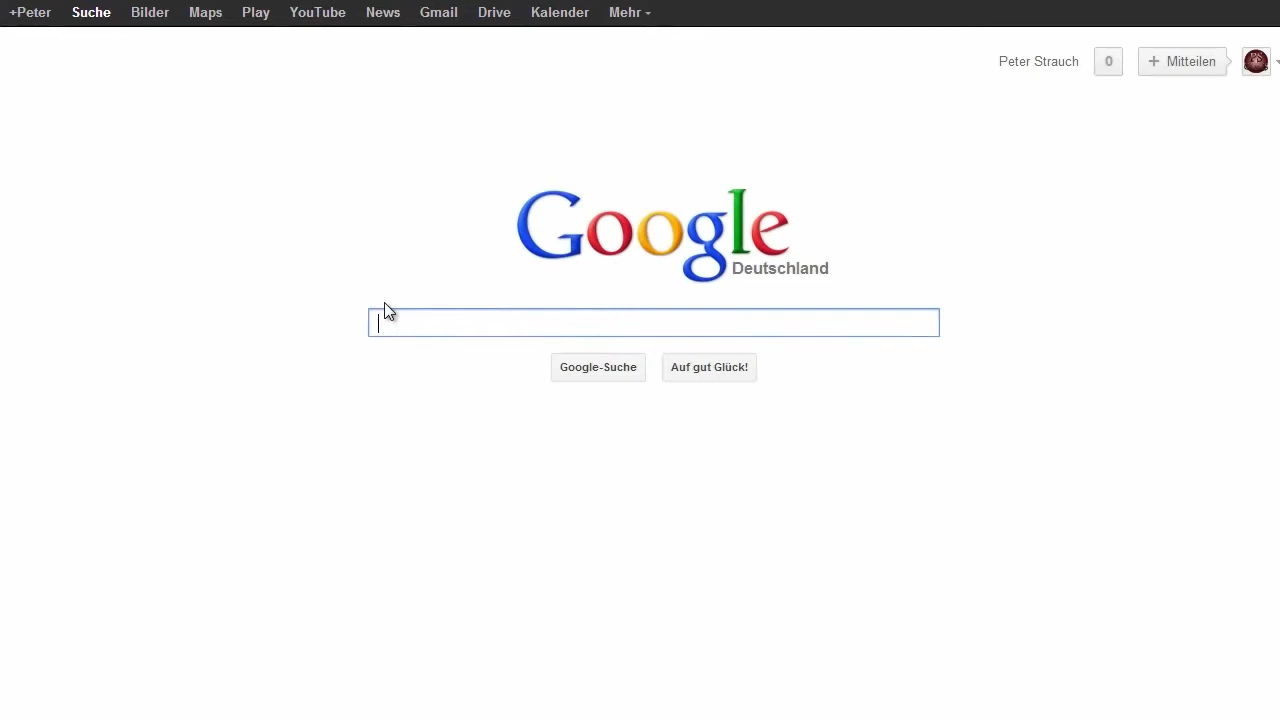 +Peter Suche Bilder Maps Play YouTube News Gmail Drive Kalender Mehr
Peter Strauch 0 + Mitteilen
Google
Deutschland
Google-Suche Auf gut Glück!